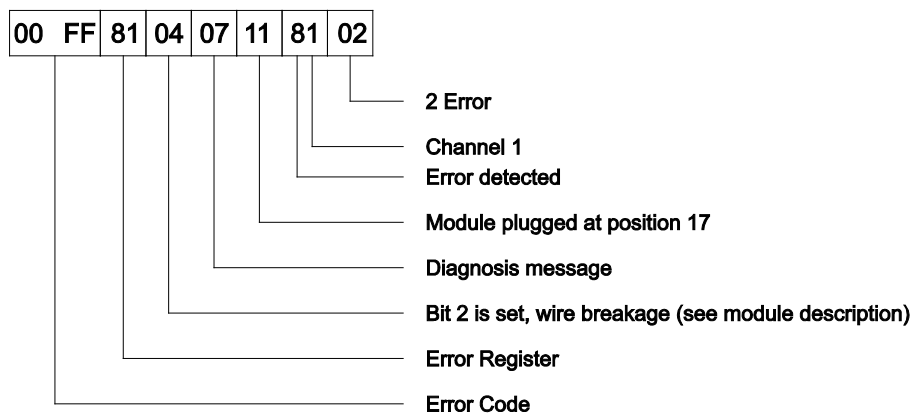 00 FF 81 04 07 11 81 02
2 Error
Channel 1
Error detected
Module plugged at position 17
Diagnosis message
Bit 2 is set, wire breakage (see module description)
Error Register
Error Code